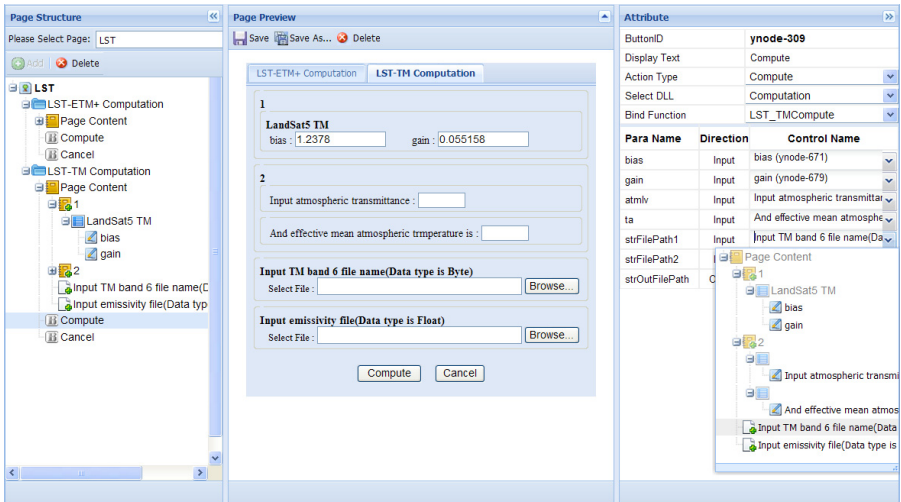 Page Structure
Please Select Page: LST
Add Delete
LST
LST-ETM+ Computation
Page Content
Compute
Cancel
LST-TM Computation
Page Content
1
LandSat5 TM
bias
gain
2
Input TM band 6 file name(D
Input emissivity file(Data typ
Compute
Cancel
Page Preview
Save Save As... Delete
LST-ETM+ Computation LST-TM Computation
1
LandSat5 TM
bias : 1.2378 gain : 0.055158
2
Input atmospheric transmittance :
And effective mean atmospheric trmperature is :
Input TM band 6 file name(Data type is Byte)
Select File : Browse...
Input emissivity file(Data type is Float)
Select File : Browse...
Compute Cancel
Attribute
ButtonID ynode-309
Display Text Compute
Action Type Compute
Select DLL Computation
Bind Function LST_TMCompute
Para Name Direction Control Name
bias Input bias (ynode-671)
gain Input gain (ynode-679)
atmlv Input Input atmospheric transmittar
ta Input And effective mean atmosphe
strFilePath1 Input Input TM band 6 file name(Da
strFilePath2 I
strOutFilePath O
Page Content
1
LandSat5 TM
bias
gain
2
Input atmospheric transmi
And effective mean atmos
Input TM band 6 file name(Data
Input emissivity file(Data type is